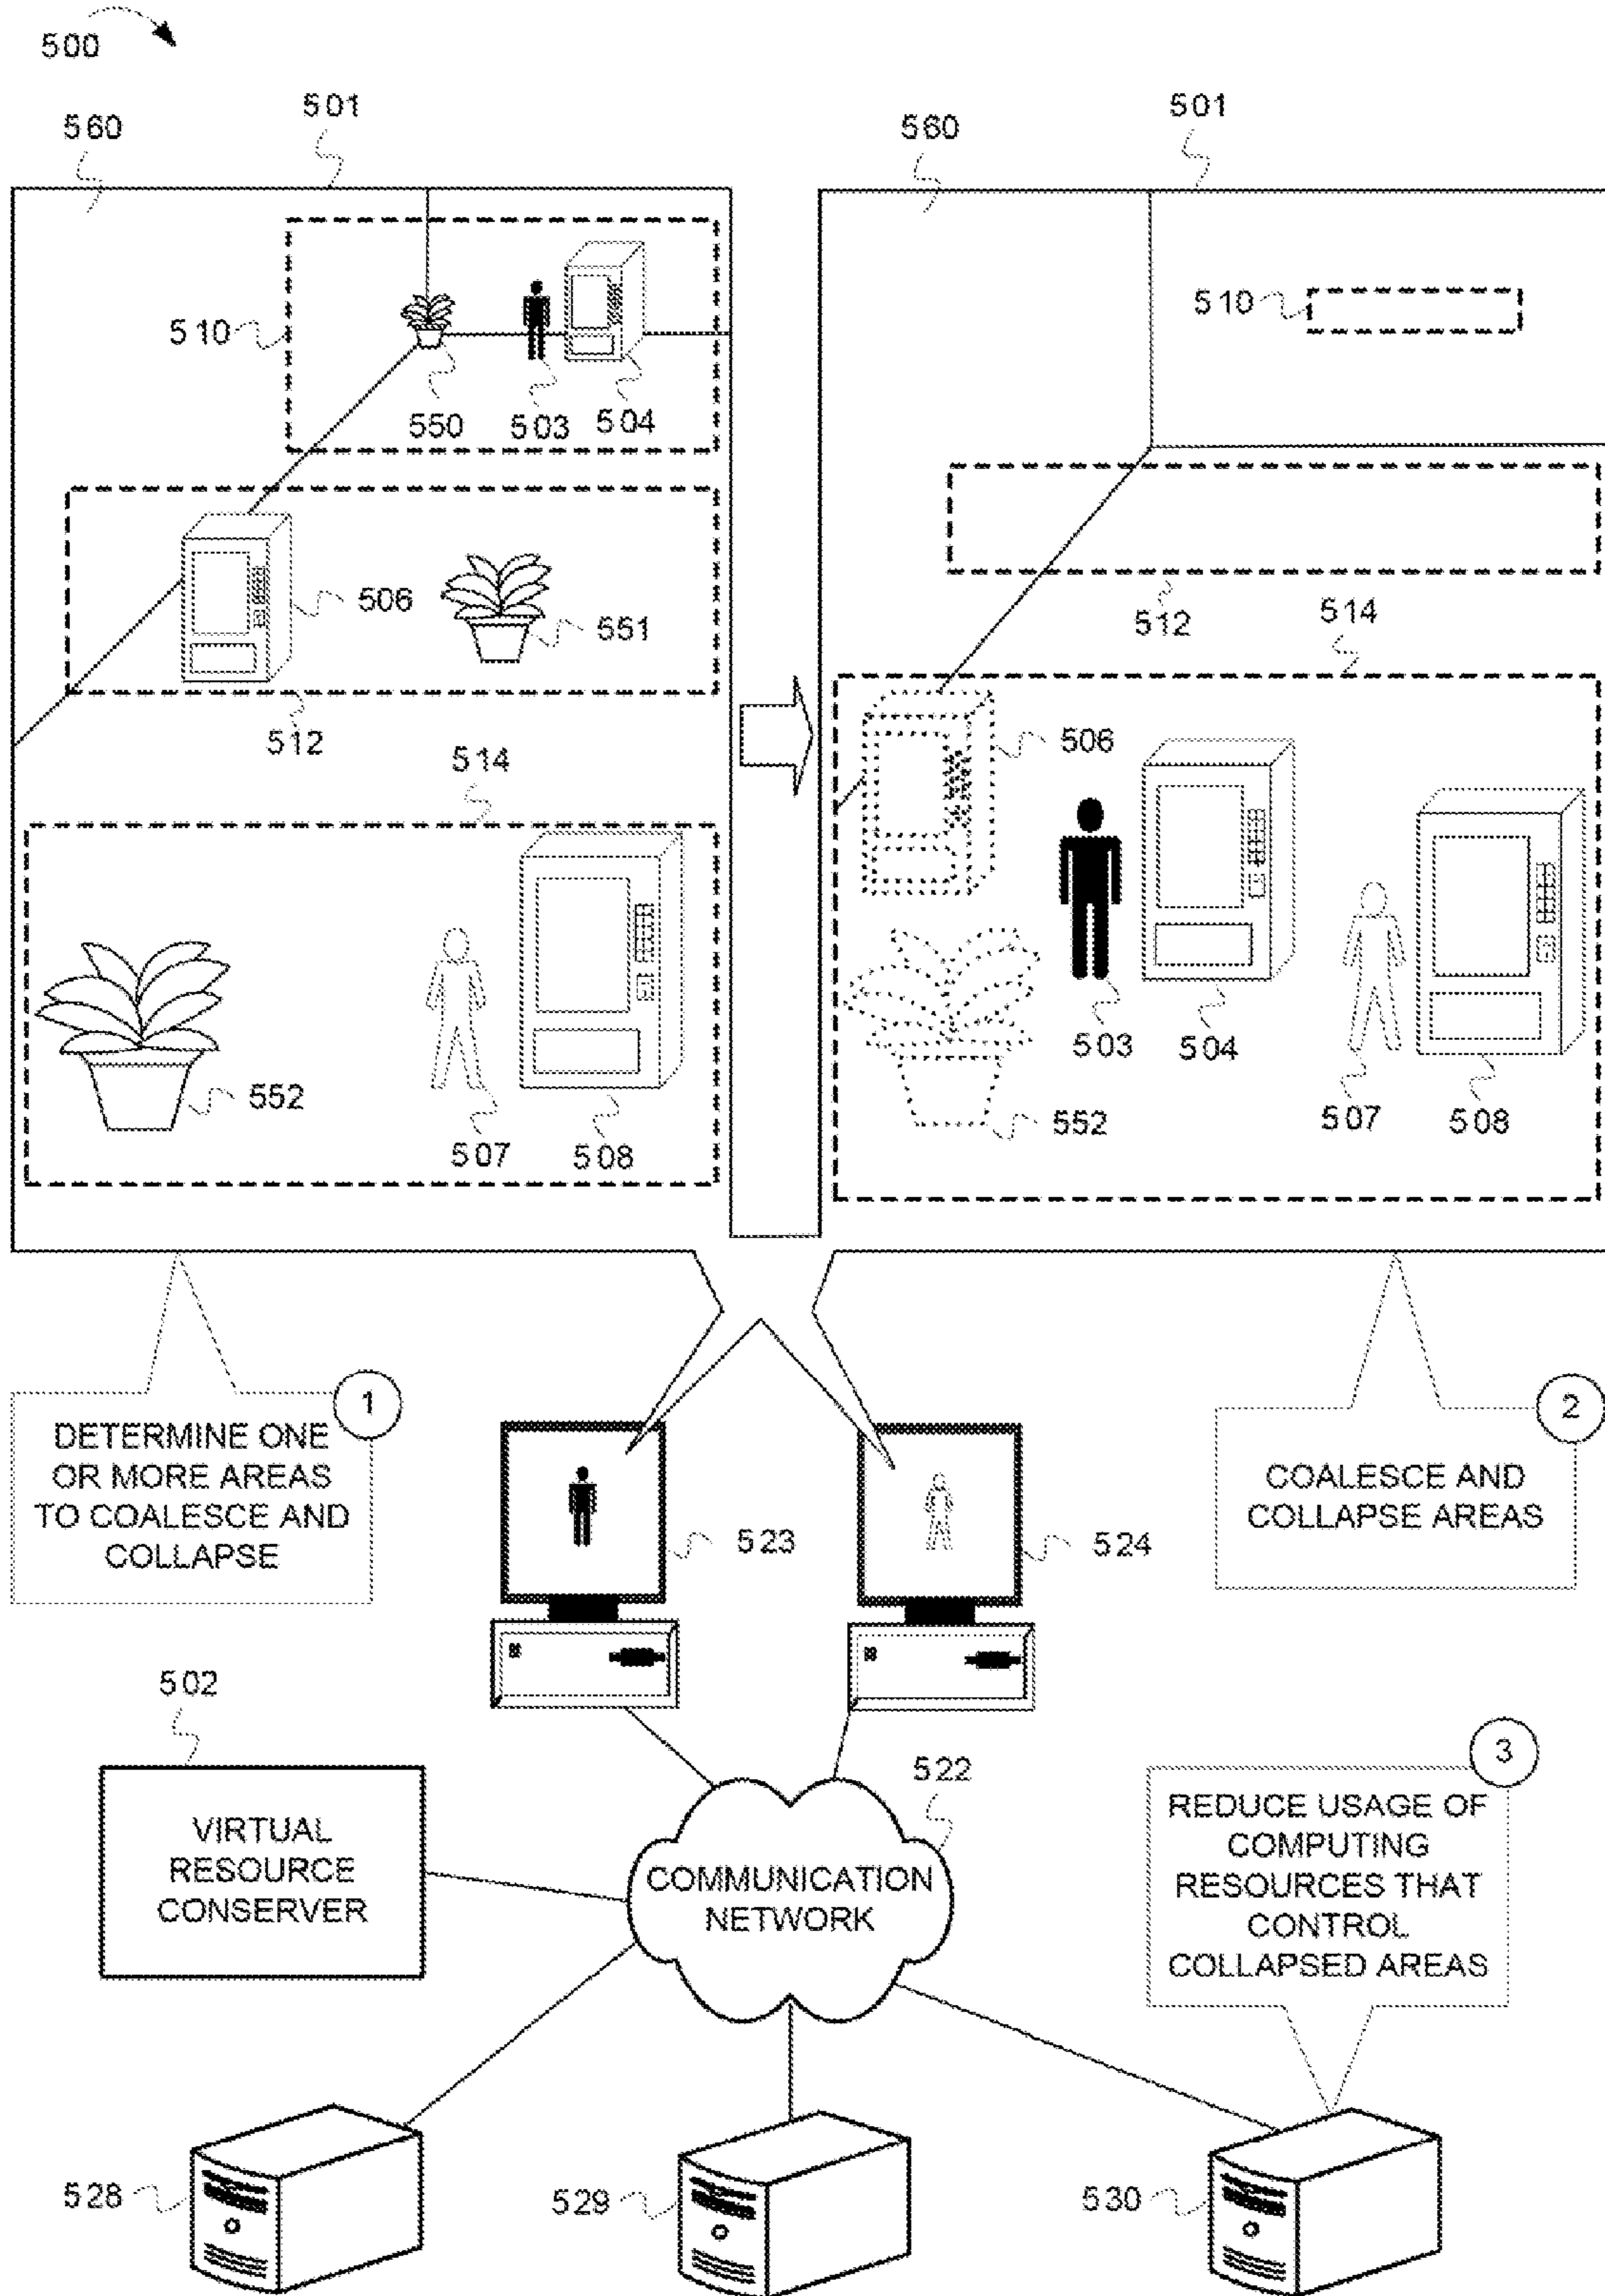 500
560
501
560
501
510
550
503
504
510
506
551
512
512
514
514
506
552
507
508
503
504
552
507
508
1
DETERMINE ONE
OR MORE AREAS
TO COALESCE AND
COLLAPSE
523
524
2
COALESCE AND
COLLAPSE AREAS
502
VIRTUAL
RESOURCE
CONSERVER
522
COMMUNICATION
NETWORK
3
REDUCE USAGE OF
COMPUTING
RESOURCES THAT
CONTROL
COLLAPSED AREAS
528
529
530